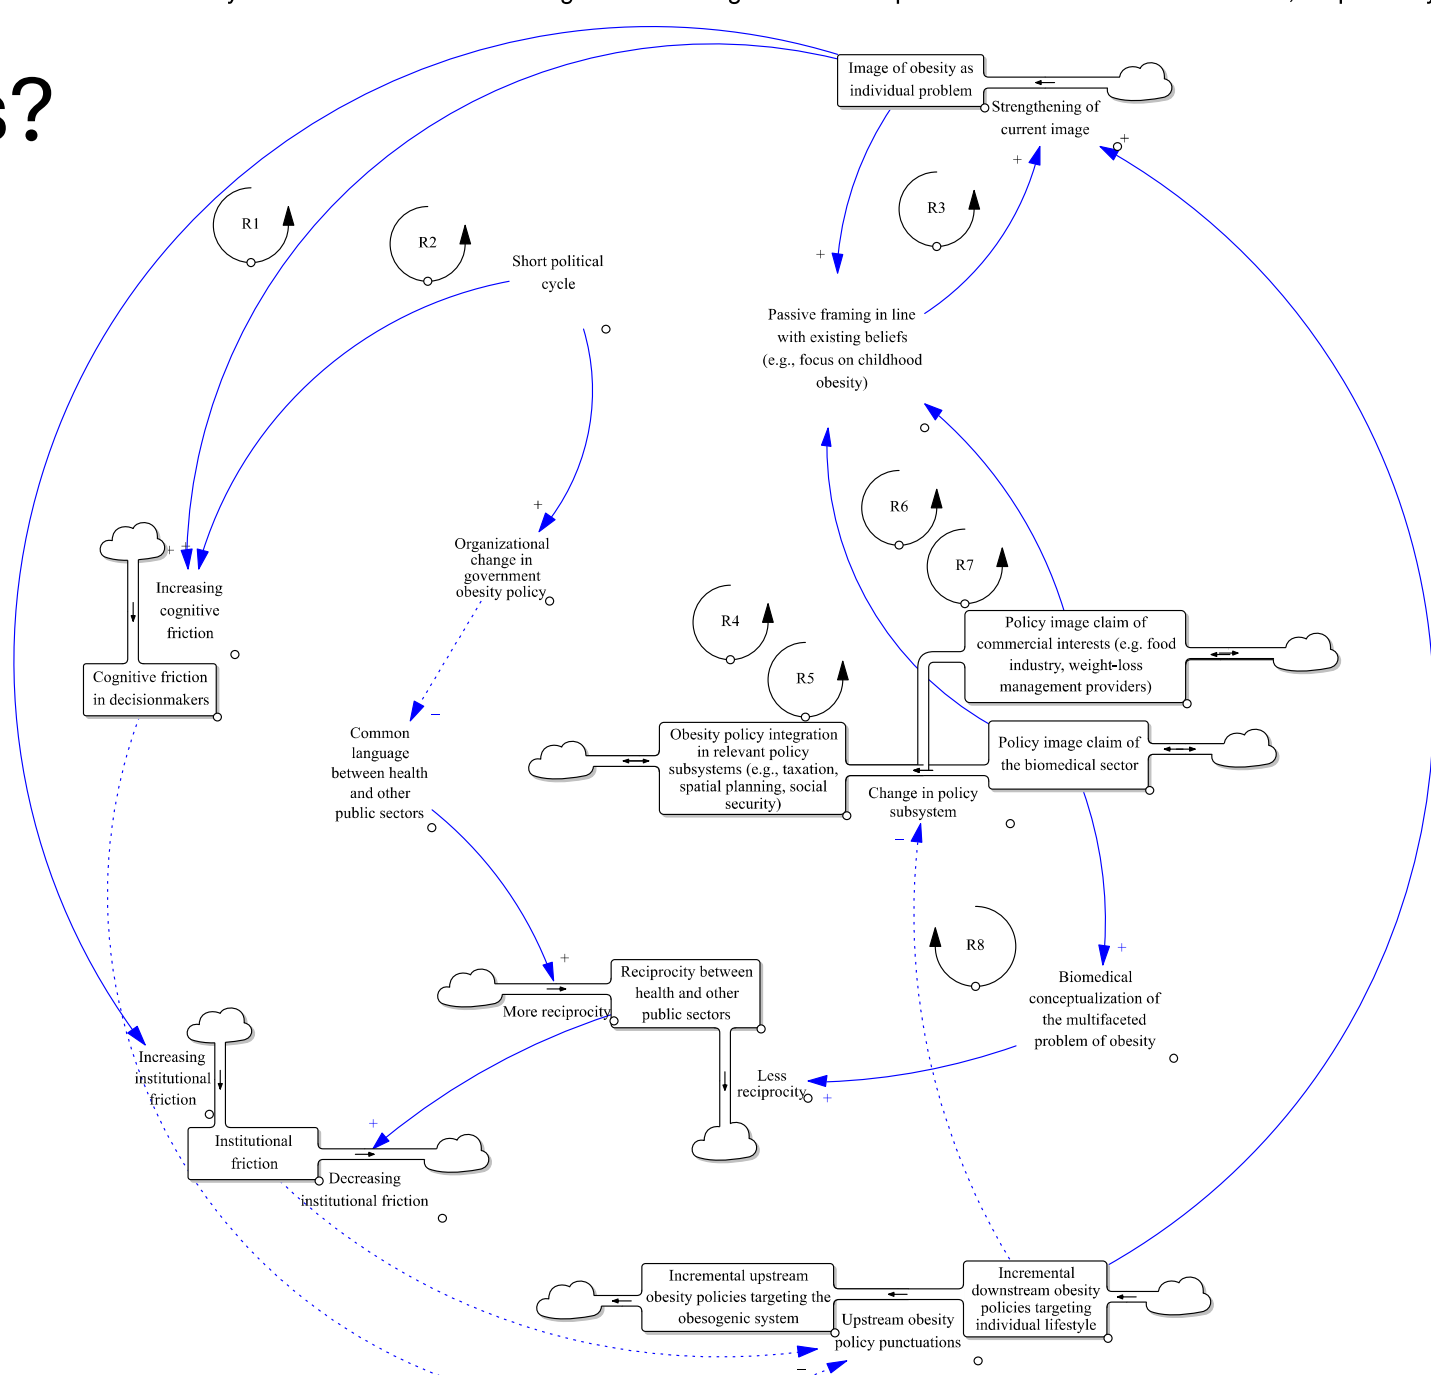 s?
Image of obesity as
individual problem
Strengthening of
current image
+
+
R1
R2
R3
Short political
cycle
+
Passive framing in line
with existing beliefs
(e.g., focus on childhood
obesity)
R6
R7
+
Organizational
change in
government
obesity policy
+ +
Increasing
cognitive
friction
Cognitive friction
in decisionmakers
R4
R5
Policy image claim of
commercial interests (e.g. food
industry, weight-loss
management providers)
–
Common
language
between health
and other
public sectors
Obesity policy integration
in relevant policy
subsystems (e.g., taxation,
spatial planning, social
security)
Policy image claim of
the biomedical sector
Change in policy
subsystem
–
R8
+
Biomedical
conceptualization of
the multifaceted
problem of obesity
+
Reciprocity between
health and other
public sectors
More reciprocity
Less
reciprocity
+
Increasing
institutional
friction
Institutional
friction
+
Decreasing
institutional friction
Incremental upstream
obesity policies targeting the
obesogenic system
Incremental
downstream obesity
policies targeting
individual lifestyle
Upstream obesity
policy punctuations
–